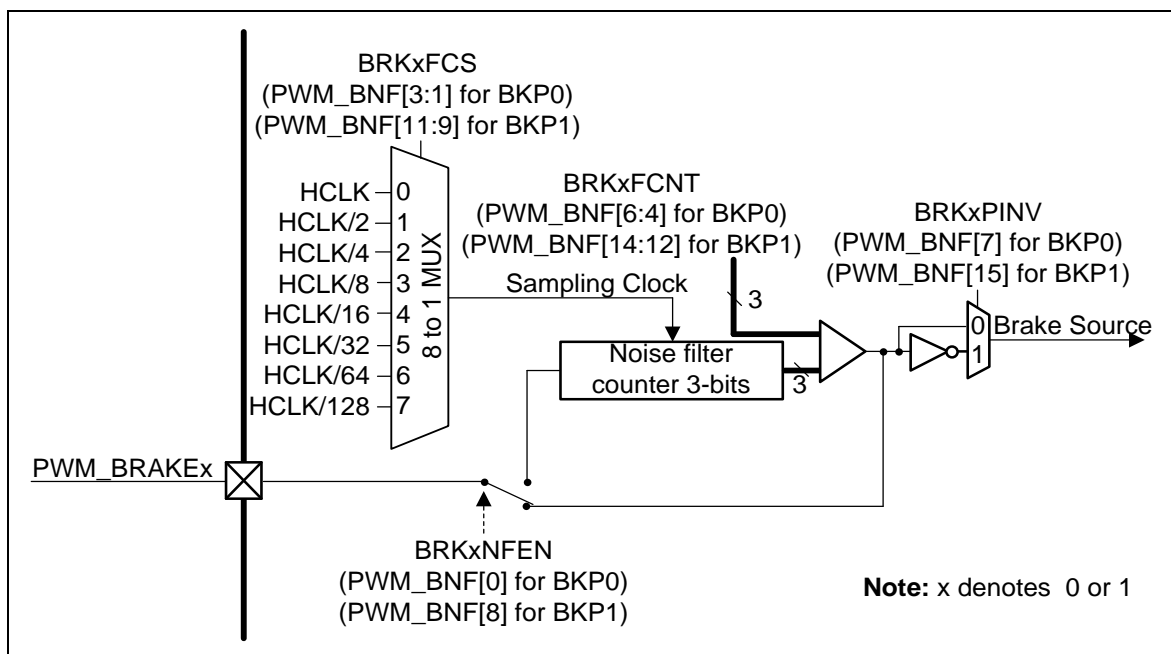 BRKxFCS
(PWM_BNF[3:1] for BKP0)
(PWM_BNF[11:9] for BKP1)
HCLK
0
HCLK/2
1
HCLK/4
2
HCLK/8
3
HCLK/16
4
HCLK/32
5
HCLK/64
6
HCLK/128
7
8 to 1 MUX
BRKxFCNT
(PWM_BNF[6:4] for BKP0)
(PWM_BNF[14:12] for BKP1)
Sampling Clock
3
Noise filter
counter 3-bits
3
BRKxPINV
(PWM_BNF[7] for BKP0)
(PWM_BNF[15] for BKP1)
0
1
Brake Source
PWM_BRAKEx
BRKxNFEN
(PWM_BNF[0] for BKP0)
(PWM_BNF[8] for BKP1)
Note: x denotes 0 or 1